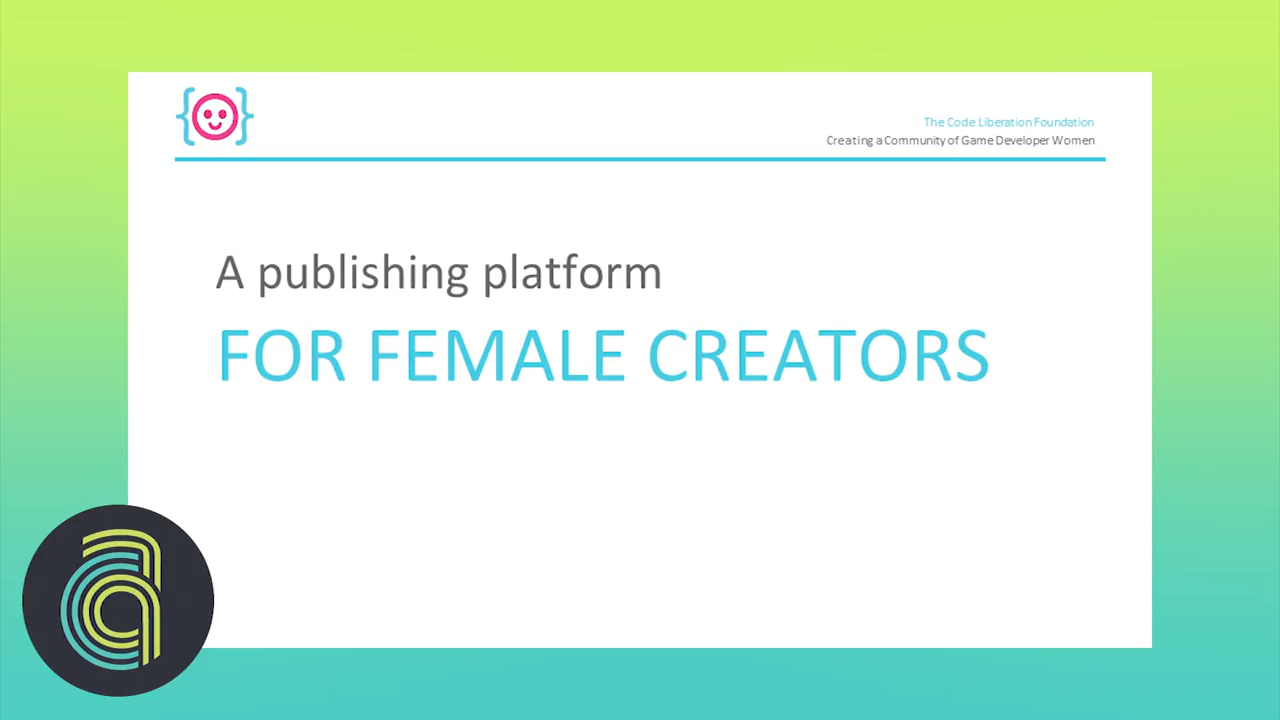 The Code Liberation Foundation
Creating a Community of Game Developer Women
A publishing platform
FOR FEMALE CREATORS